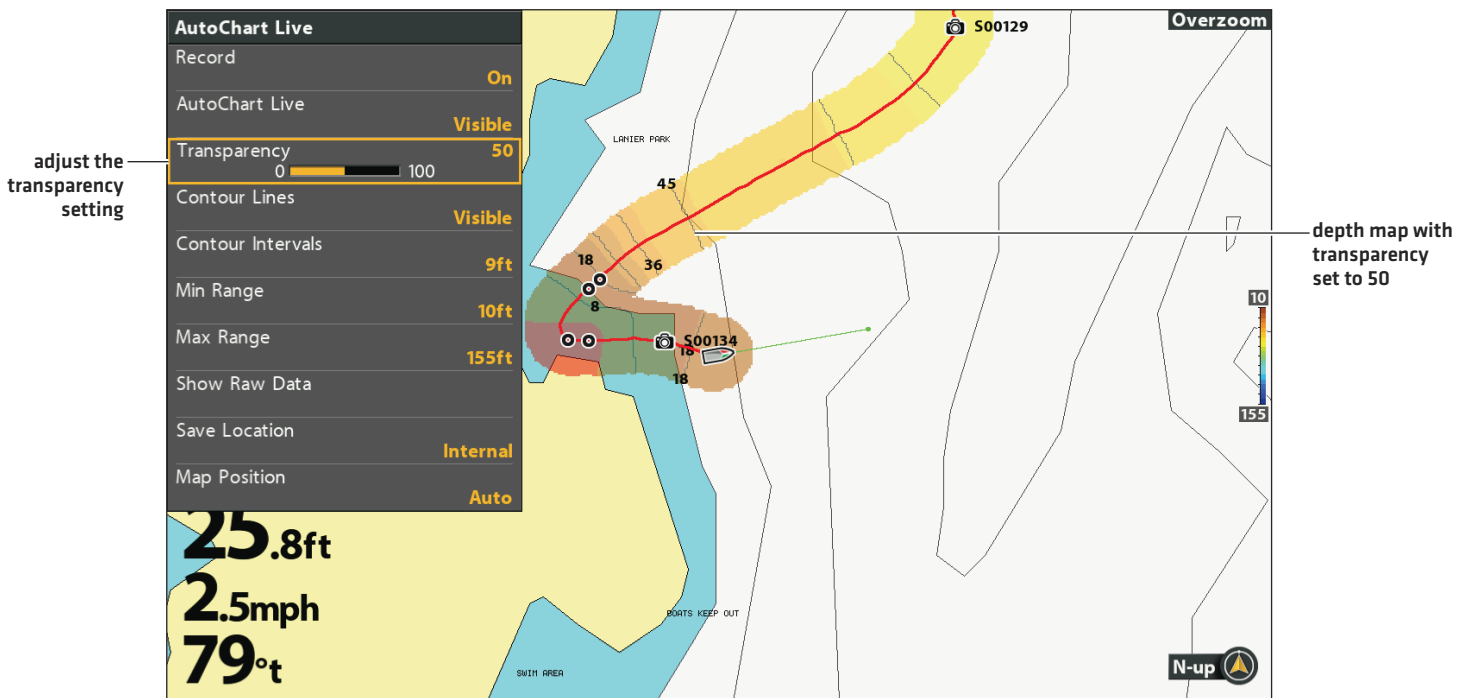 AutoChart Live
Record
On
AutoChart Live
Visible
Transparency 50
0 100
Contour Lines
Visible
Contour Intervals
9ft
Min Range
10ft
Max Range
155ft
Show Raw Data
Save Location
Internal
Map Position
Auto
25.8ft
2.5mph
79°t
adjust the
transparency
setting
Overzoom
S00129
LANIER PARK
45
18
36
8
S00134
18
18
depth map with
transparency
set to 50
10
155
BOATS KEEP OUT
SWIM AREA
N-up